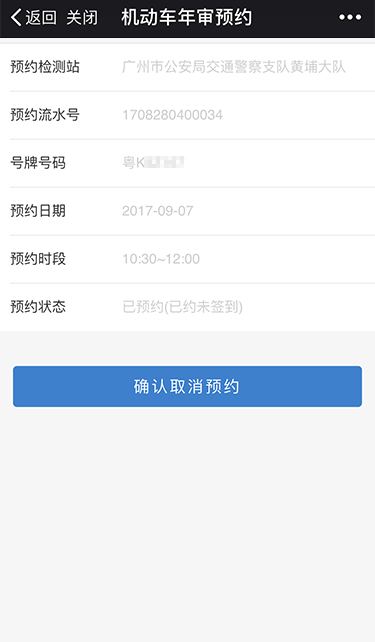 返回 关闭 机动车年审预约
预约检测站 广州市公安局交通警察支队黄埔大队
预约流水号 1708280400034
号牌号码 粤K
预约日期 2017-09-07
预约时段 10:30~12:00
预约状态 已预约(已约未签到)
确认取消预约